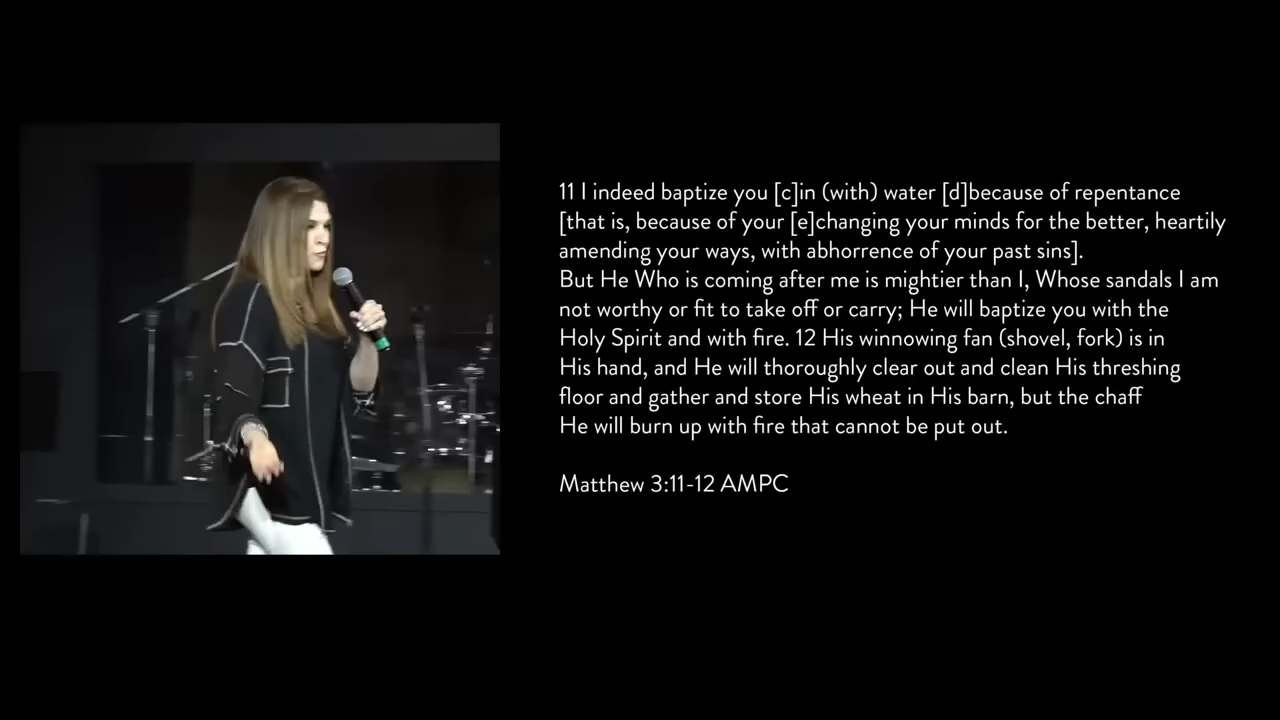 11 I indeed baptize you [c]in (with) water [d]because of repentance
[that is, because of your [e]changing your minds for the better, heartily
amending your ways, with abhorrence of your past sins].
But He Who is coming after me is mightier than I, Whose sandals I am
not worthy or fit to take off or carry; He will baptize you with the
Holy Spirit and with fire. 12 His winnowing fan (shovel, fork) is in
His hand, and He will thoroughly clear out and clean His threshing
floor and gather and store His wheat in His barn, but the chaff
He will burn up with fire that cannot be put out.
Matthew 3:11-12 AMPC